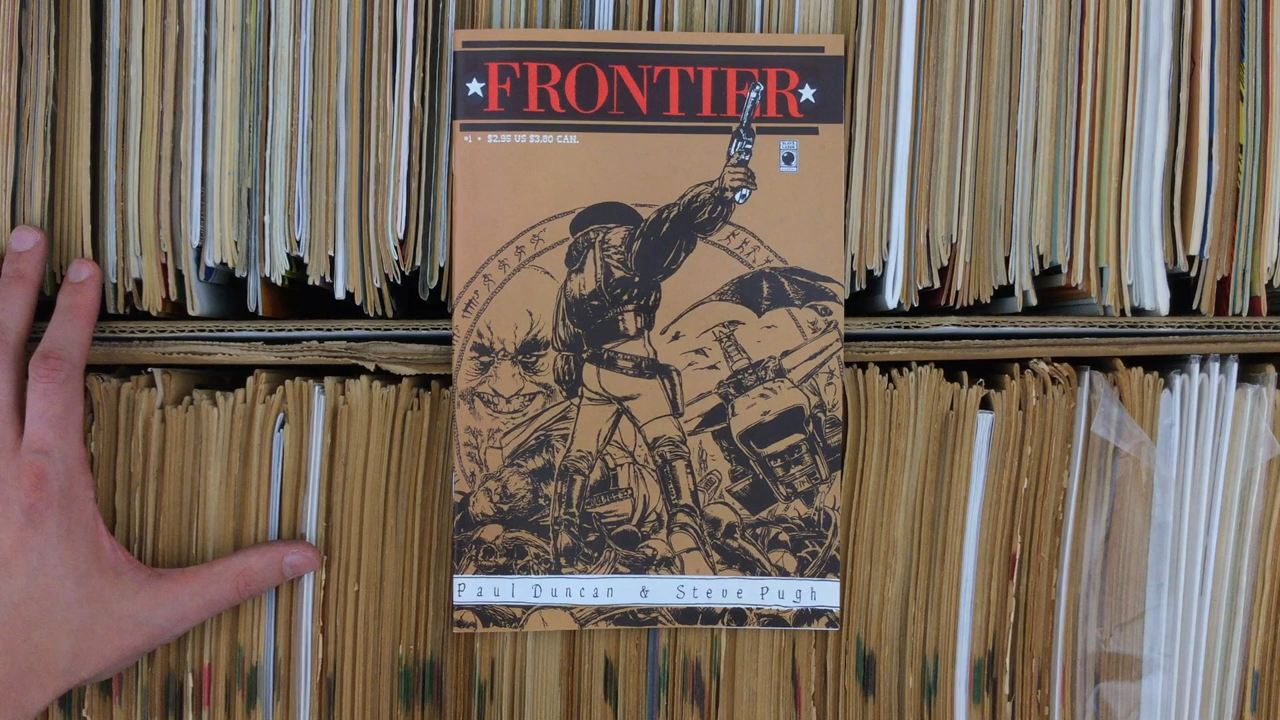 FRONTIER
#1 • $2.95 US $3.80 CAN.
Paul Duncan & Steve Pugh